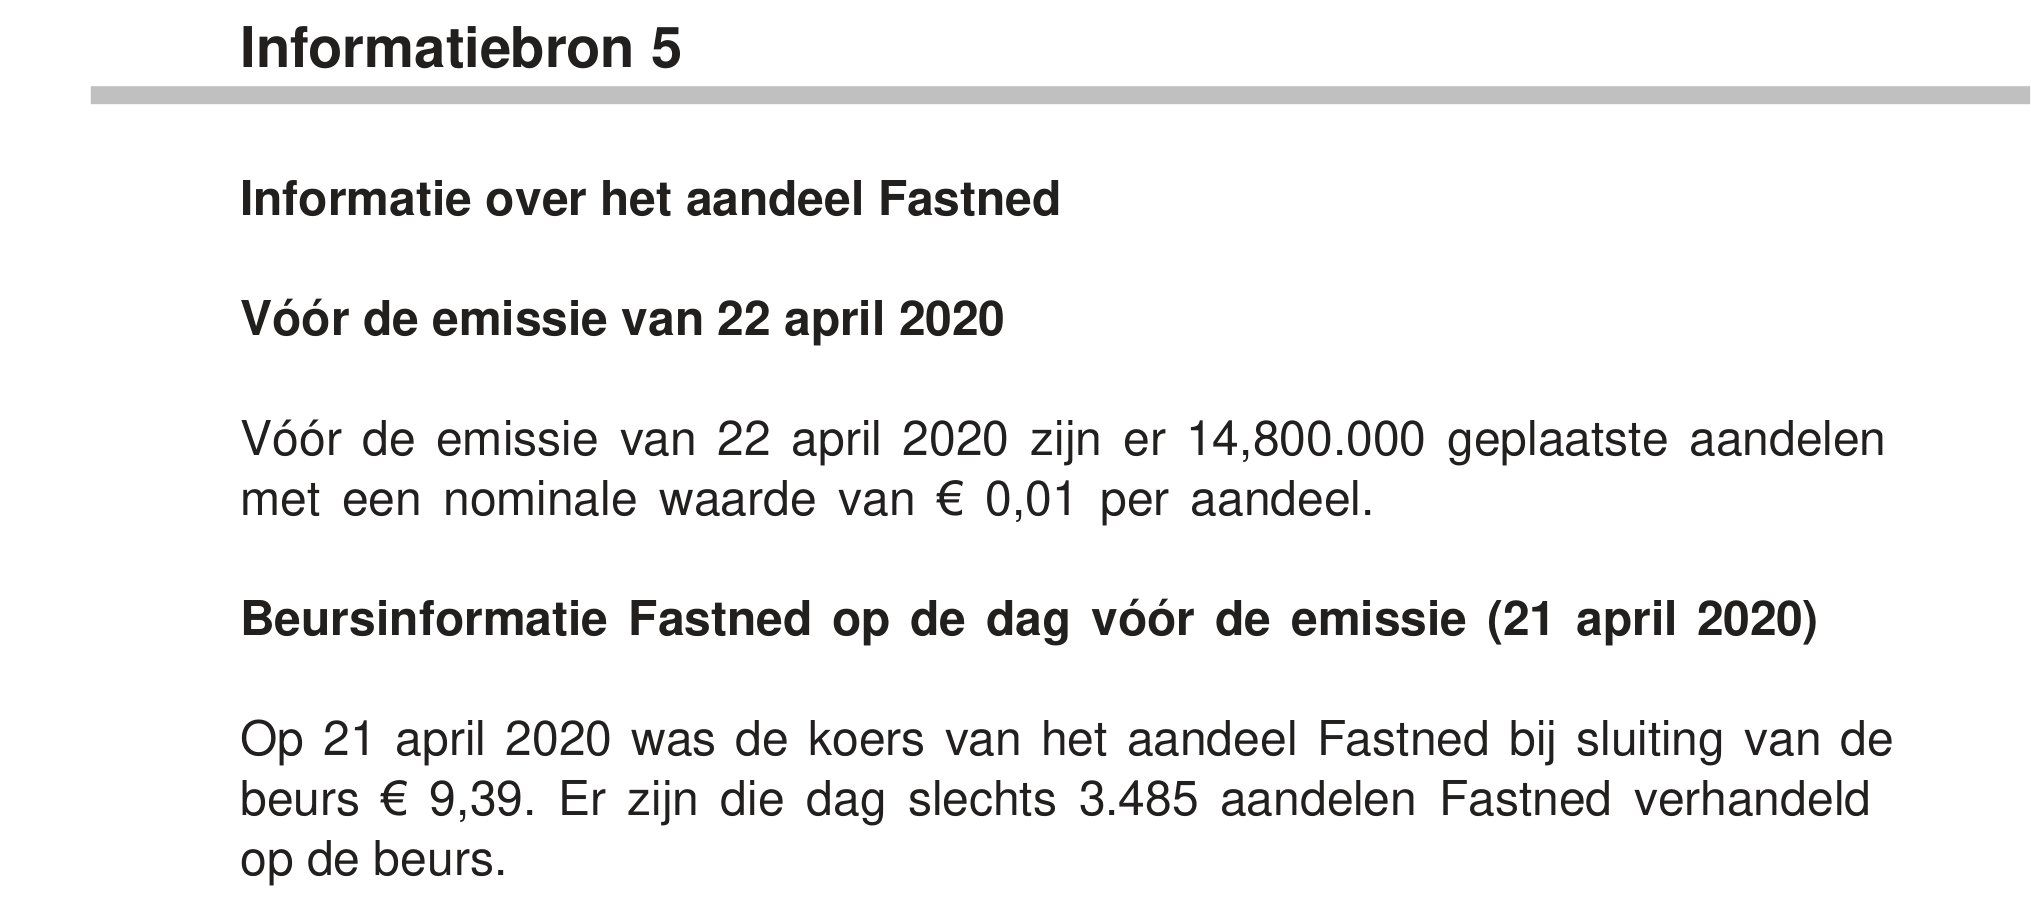 Informatiebron 5
Informatie over het aandeel Fastned
Vóór de emissie van 22 april 2020
Vóór de emissie van 22 april 2020 zijn er 14,800.000 geplaatste aandelen
met een nominale waarde van € 0,01 per aandeel.
Beursinformatie Fastned op de dag vóór de emissie (21 april 2020)
Op 21 april 2020 was de koers van het aandeel Fastned bij sluiting van de
beurs € 9,39. Er zijn die dag slechts 3.485 aandelen Fastned verhandeld
op de beurs.